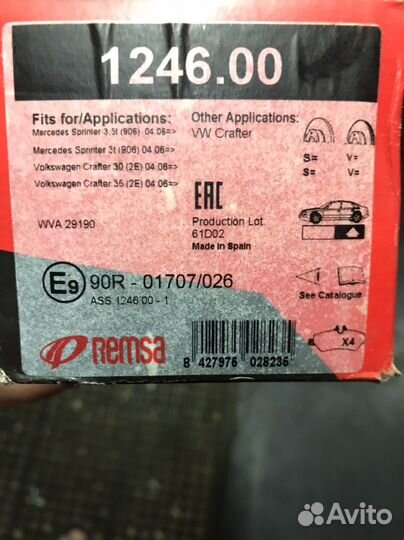 1246.00
Fits for/Applications:
Mercedes Sprinter 3.5t (906) 04.06=>
Mercedes Sprinter 3t (906) 04.06=>
Volkswagen Crafter 30 (2E) 04.06=>
Volkswagen Crafter 35 (2E) 04.06=>
WVA 29190
Other Applications:
VW Crafter
S= V=
S= V=
EAC
Production Lot
61D02
Made in Spain
See Catalogue
E9 90R - 01707/026
ASS 1246 00 - 1
remsa
8 427976 028235
X4
Avito